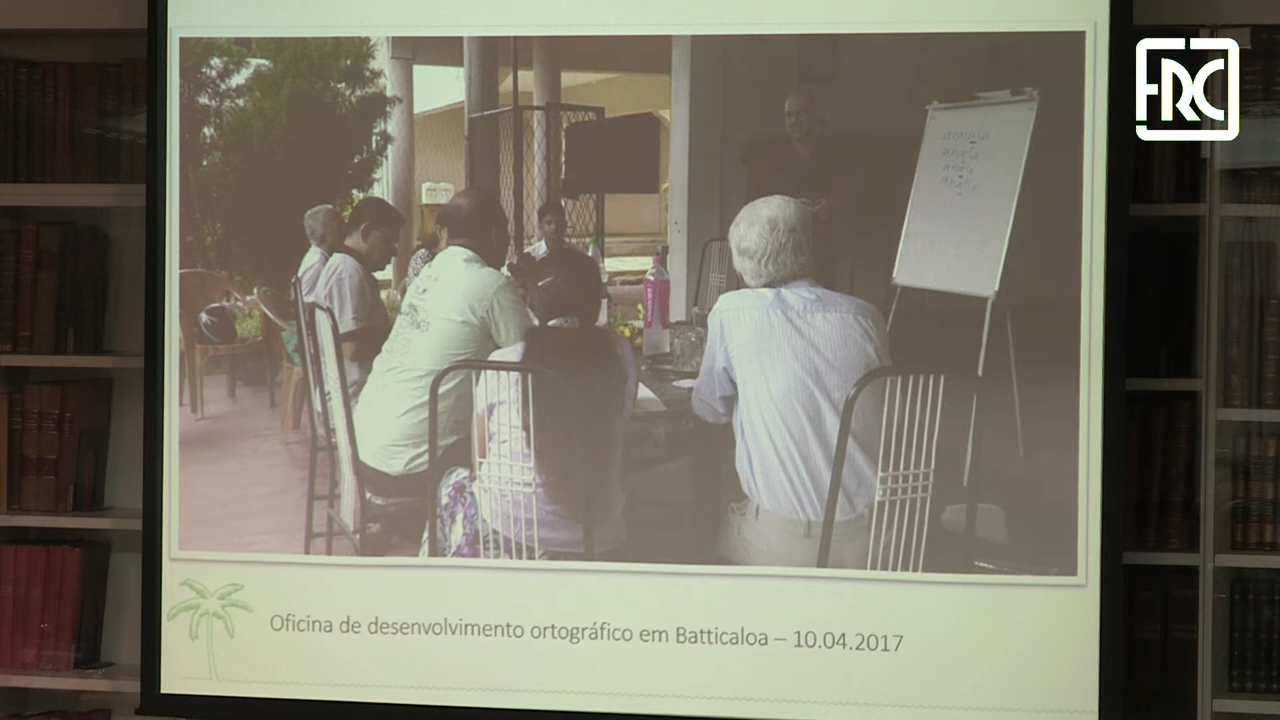 FRC
Oficina de desenvolvimento ortográfico em Batticaloa – 10.04.2017